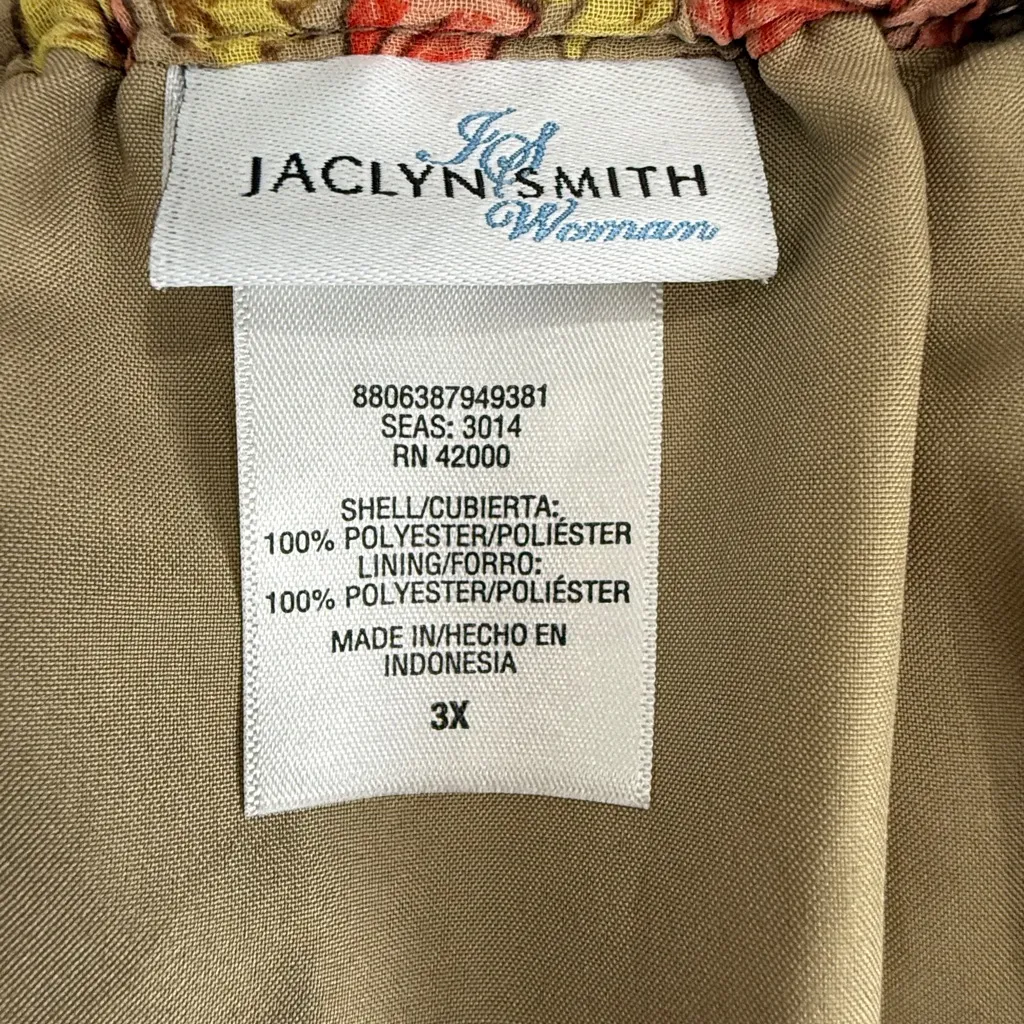 JS
JACLYN SMITH
Woman
8806387949381
SEAS: 3014
RN 42000
SHELL/CUBIERTA:
100% POLYESTER/POLIÉSTER
LINING/FORRO:
100% POLYESTER/POLIÉSTER
MADE IN/HECHO EN
INDONESIA
3X